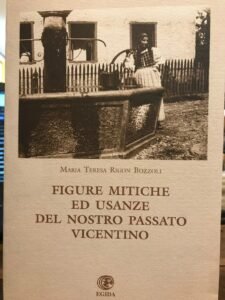 Maria Teresa Rigon Bozzoli
FIGURE MITICHE
ED USANZE
DEL NOSTRO PASSATO
VICENTINO
EGIDA